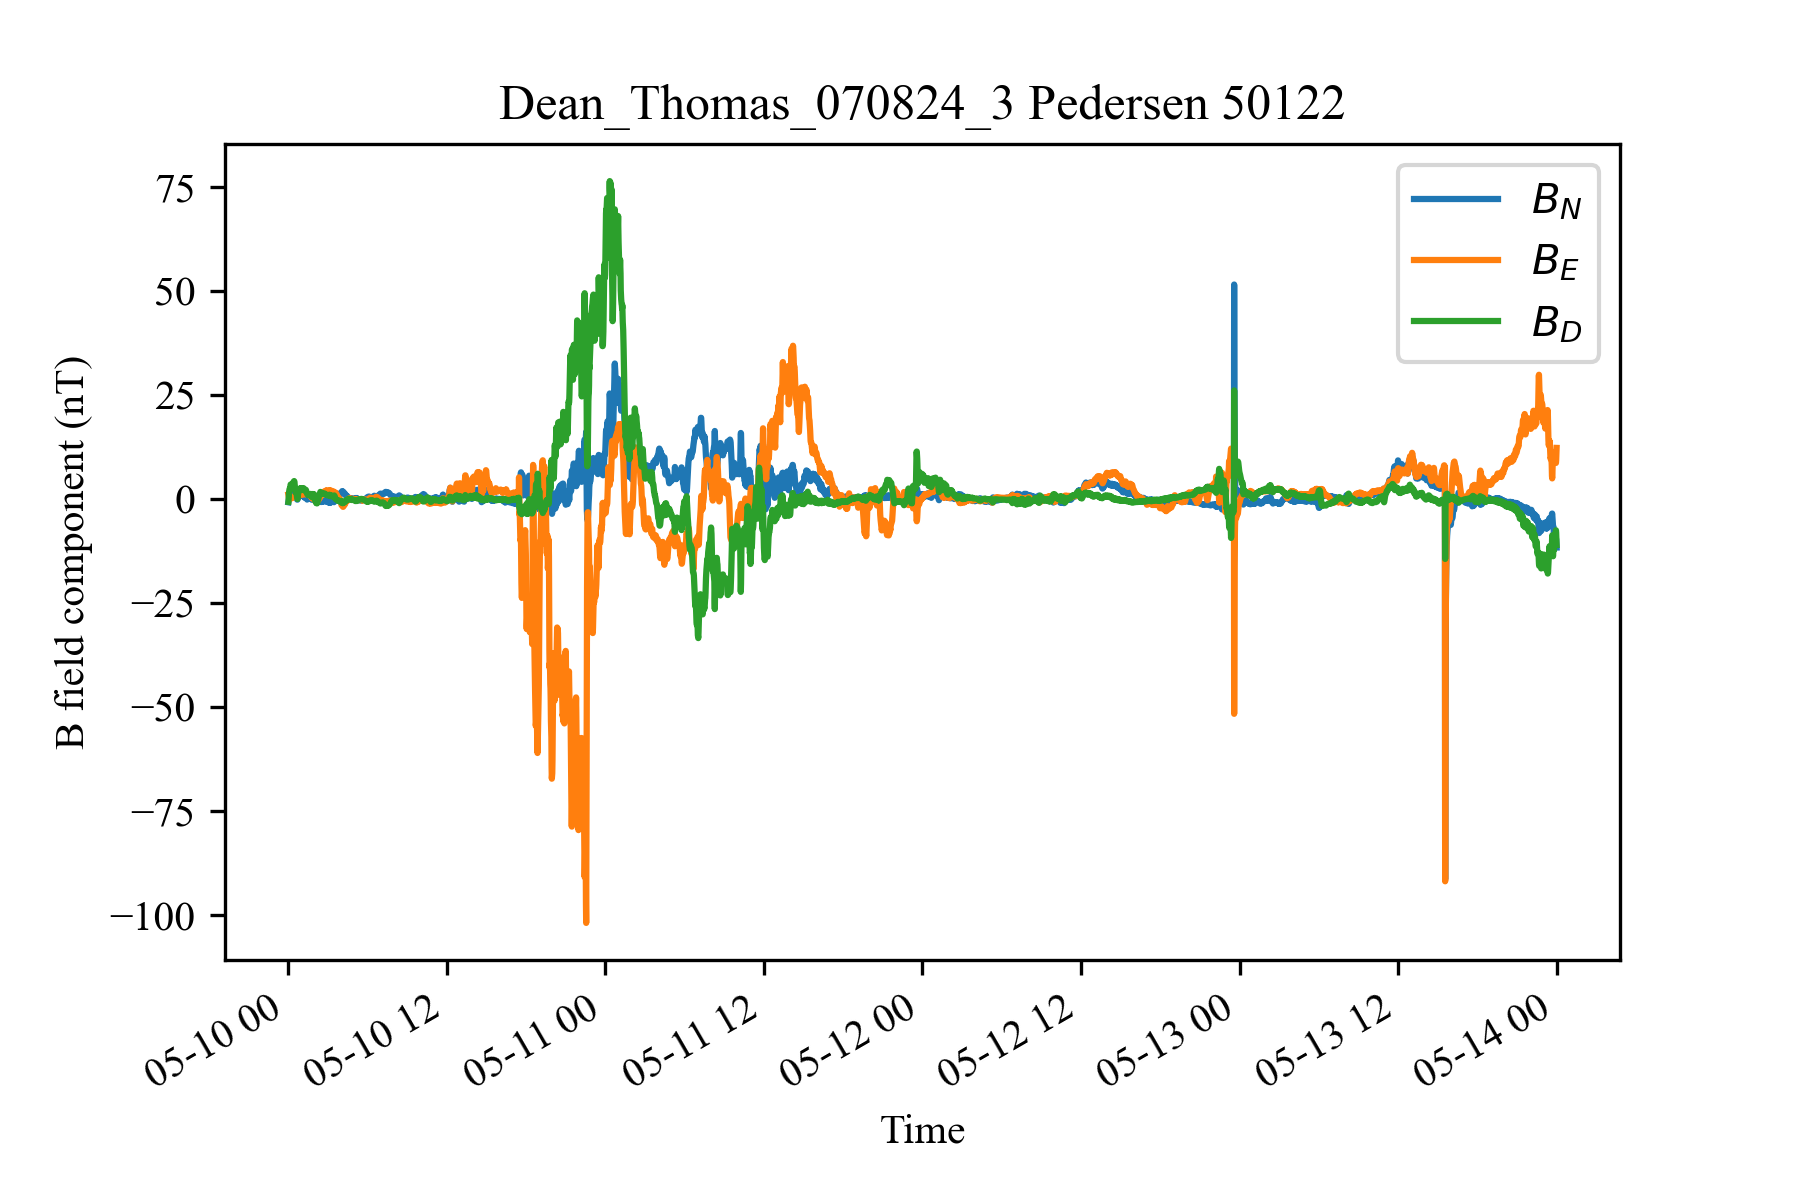 Dean_Thomas_070824_3 Pedersen 50122
B_N
B_E
B_D
B field component (nT)
75
50
25
0
−25
−50
−75
−100
05-10 00
05-10 12
05-11 00
05-11 12
05-12 00
05-12 12
05-13 00
05-13 12
05-14 00
Time